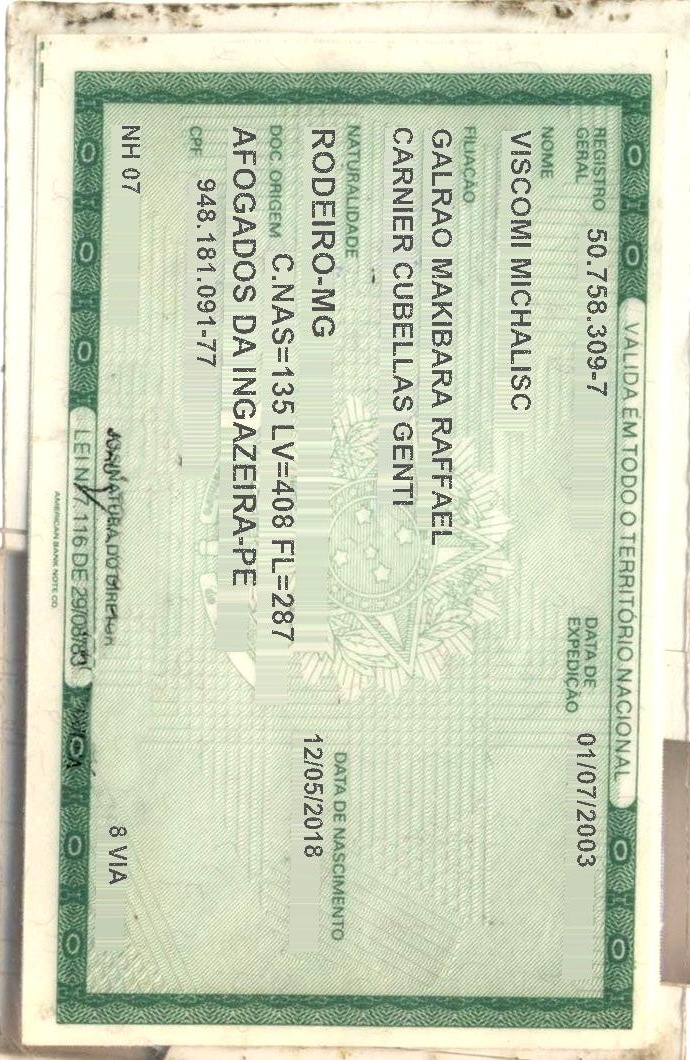 VÁLIDA EM TODO O TERRITÓRIO NACIONAL
REGISTRO GERAL 50.758.309-7 DATA DE EXPEDIÇÃO 01/07/2003
NOME
VISCOMI MICHALISC
FILIAÇÃO
GALRAO MAKIBARA RAFFAEL
CARNIER CUBELLAS GENTI
NATURALIDADE DATA DE NASCIMENTO
RODEIRO-MG 12/05/2018
DOC ORIGEM C.NAS=135 LV=408 FL=287
AFOGADOS DA INGAZEIRA-PE
CPF 948.181.091-77
NH 07 8 VIA
ASSINATURA DO DIRETOR
LEI Nº 7.116 DE 29/08/83
AMERICAN BANK NOTE CO.